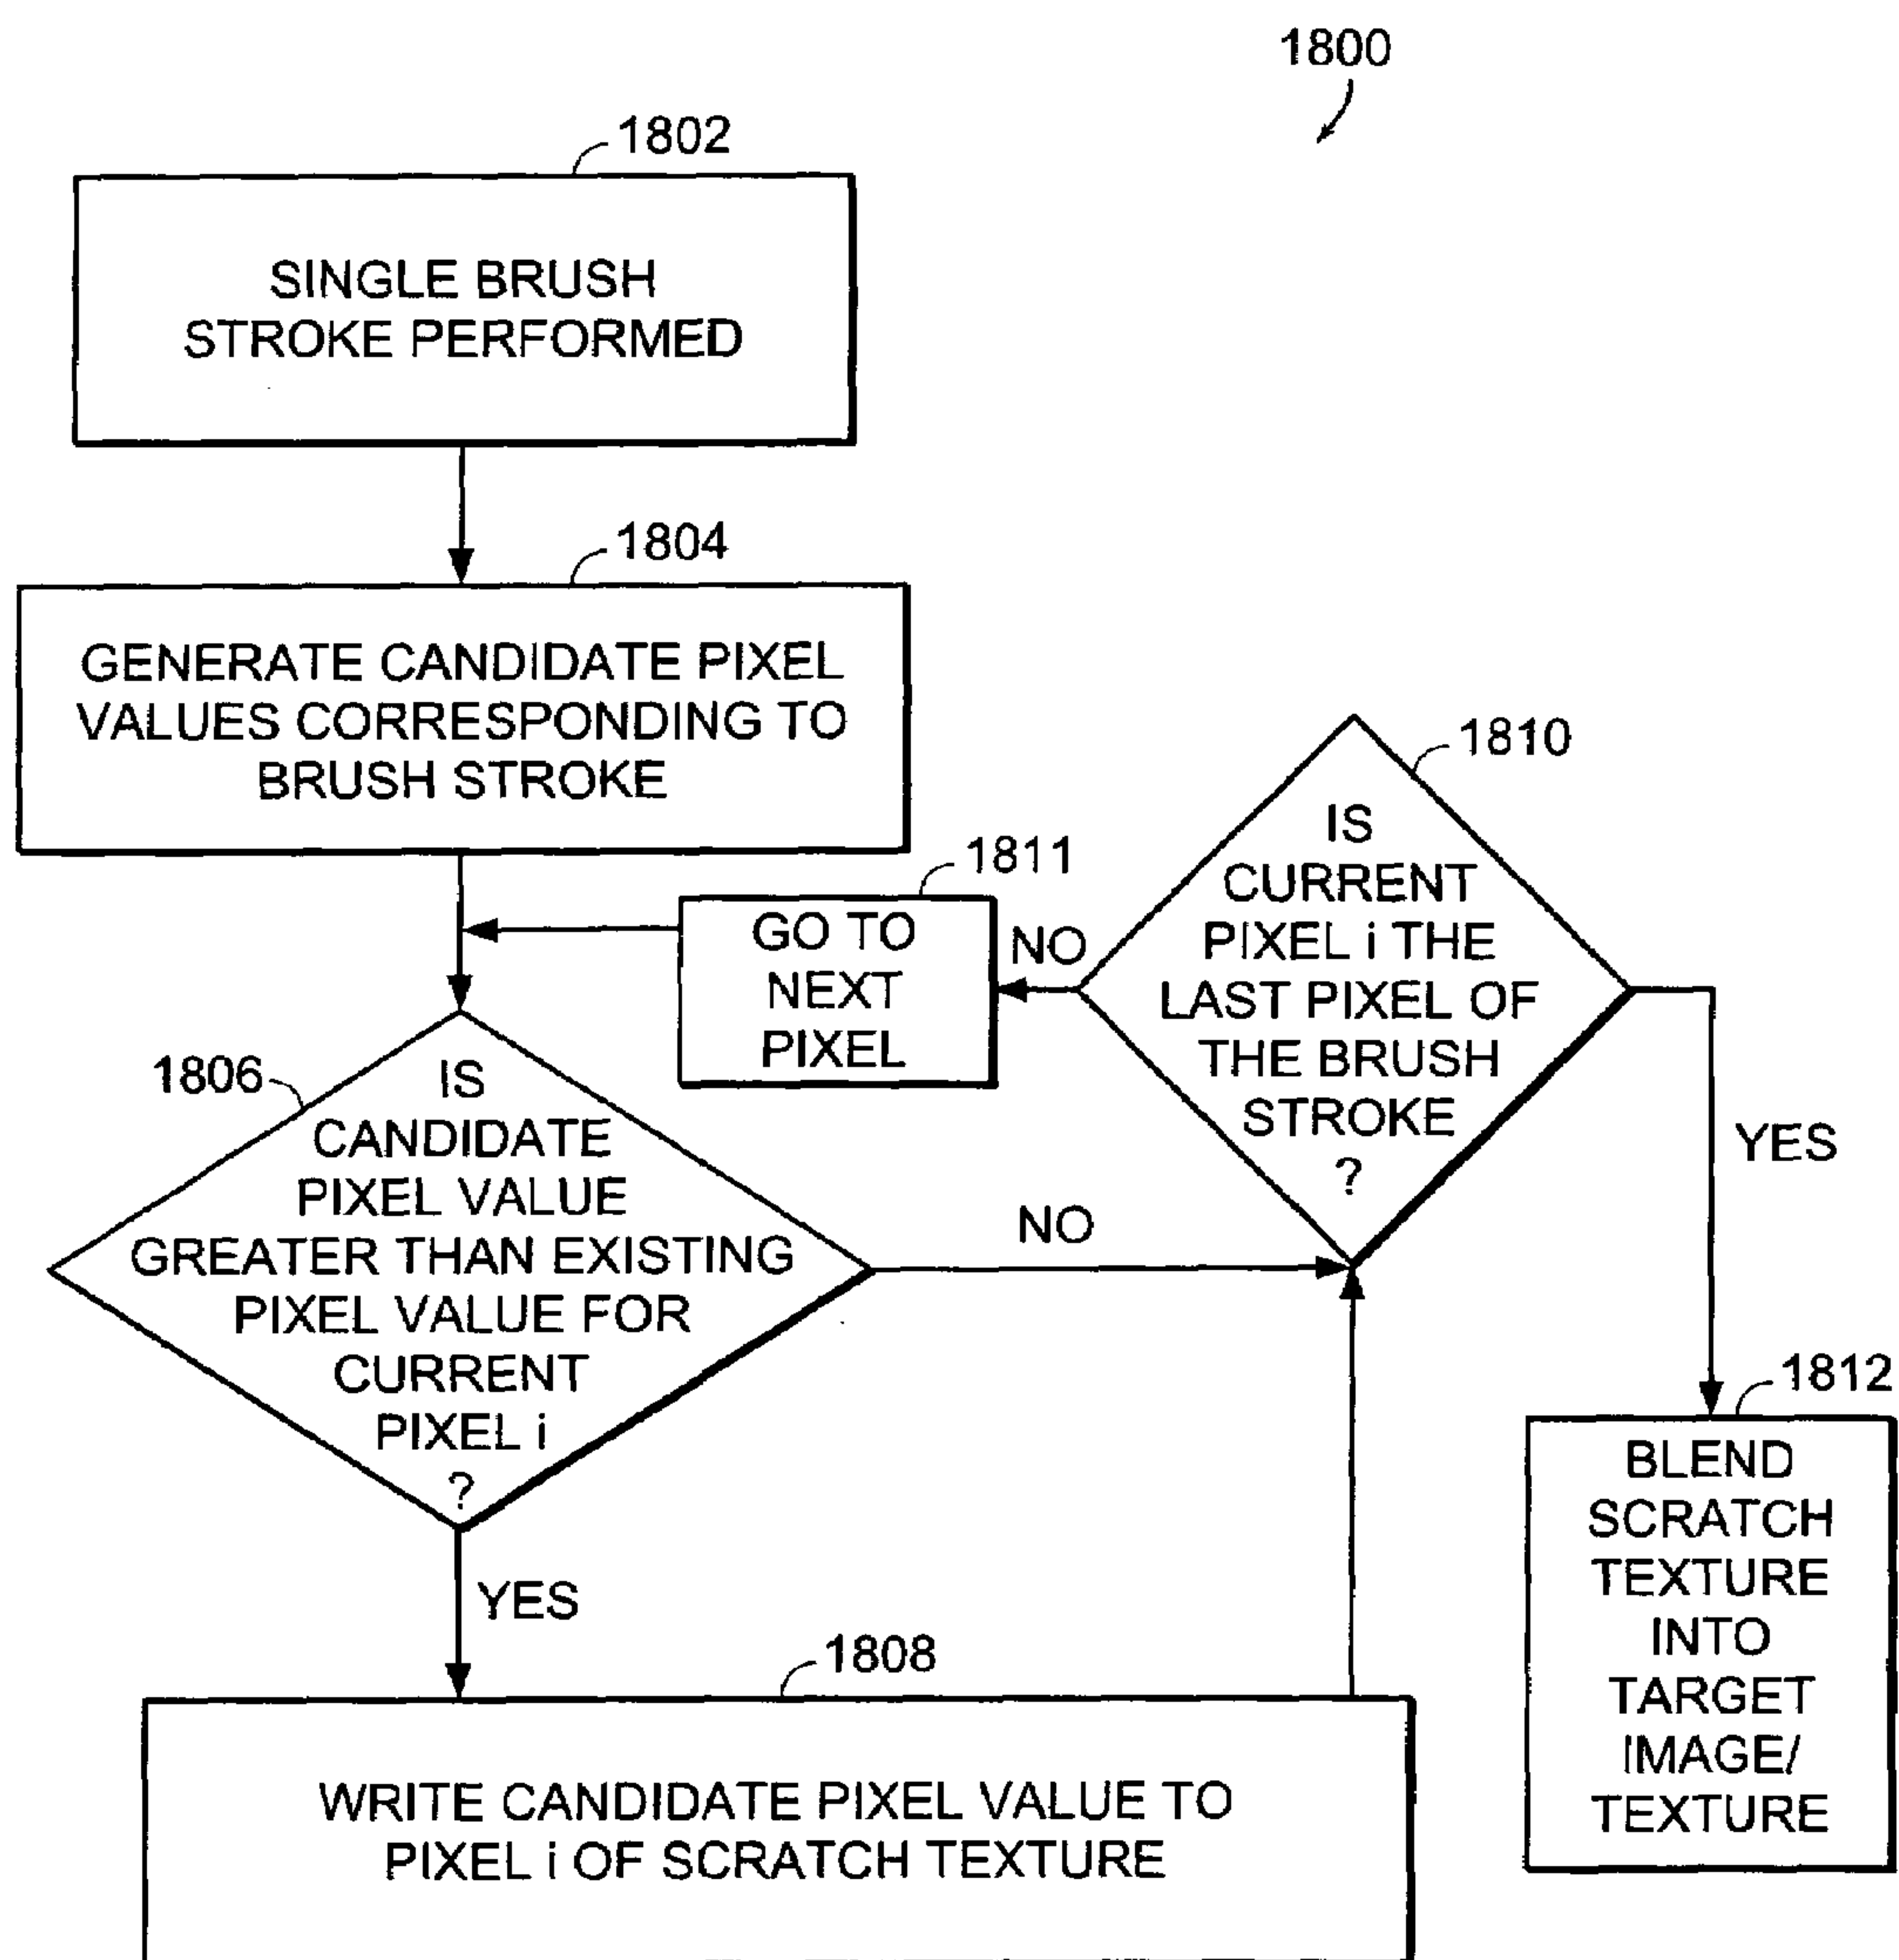 1800
1802
SINGLE BRUSH
STROKE PERFORMED
1804
GENERATE CANDIDATE PIXEL
VALUES CORRESPONDING TO
BRUSH STROKE
1806
IS
CANDIDATE
PIXEL VALUE
GREATER THAN EXISTING
PIXEL VALUE FOR
CURRENT
PIXEL i
?
YES
NO
1808
WRITE CANDIDATE PIXEL VALUE TO
PIXEL i OF SCRATCH TEXTURE
1810
IS
CURRENT
PIXEL i THE
LAST PIXEL OF
THE BRUSH
STROKE
?
NO
1811
GO TO
NEXT
PIXEL
YES
1812
BLEND
SCRATCH
TEXTURE
INTO
TARGET
IMAGE/
TEXTURE